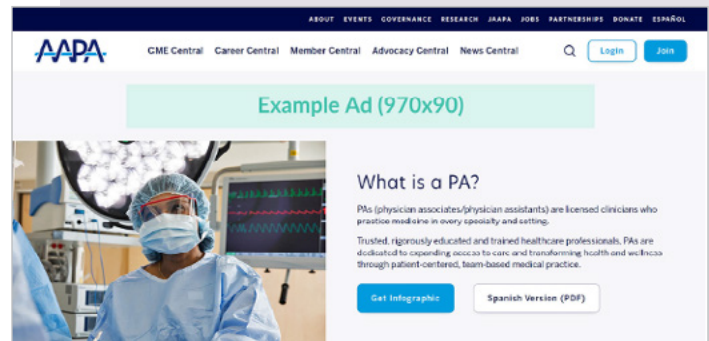 ABOUT EVENTS GOVERNANCE RESEARCH JAAPA JOBS PARTNERSHIPS DONATE ESPAÑOL
AAPA CME Central Career Central Member Central Advocacy Central News Central Login Join
Example Ad (970x90)
What is a PA?
PAs (physician associates/physician assistants) are licensed clinicians who
practice medicine in every specialty and setting.
Trusted, rigorously educated and trained healthcare professionals, PAs are
dedicated to expanding access to care and transforming health and wellness
through patient-centered, team-based medical practice.
Get Infographic Spanish Version (PDF)